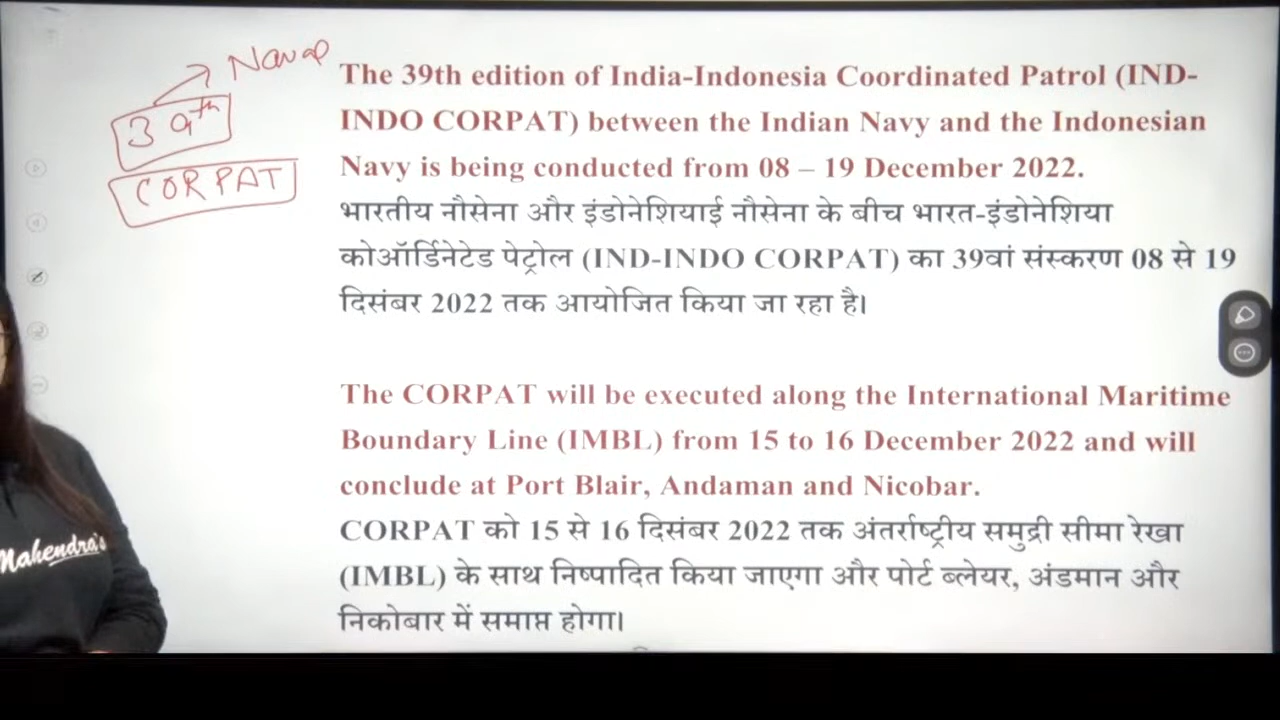 Naval
39th
CORPAT
The 39th edition of India-Indonesia Coordinated Patrol (IND-
INDO CORPAT) between the Indian Navy and the Indonesian
Navy is being conducted from 08 – 19 December 2022.
भारतीय नौसेना और इंडोनेशियाई नौसेना के बीच भारत-इंडोनेशिया
कोऑर्डिनेटेड पेट्रोल (IND-INDO CORPAT) का 39वां संस्करण 08 से 19
दिसंबर 2022 तक आयोजित किया जा रहा है।
The CORPAT will be executed along the International Maritime
Boundary Line (IMBL) from 15 to 16 December 2022 and will
conclude at Port Blair, Andaman and Nicobar.
CORPAT को 15 से 16 दिसंबर 2022 तक अंतर्राष्ट्रीय समुद्री सीमा रेखा
(IMBL) के साथ निष्पादित किया जाएगा और पोर्ट ब्लेयर, अंडमान और
निकोबार में समाप्त होगा।
Mahendra's